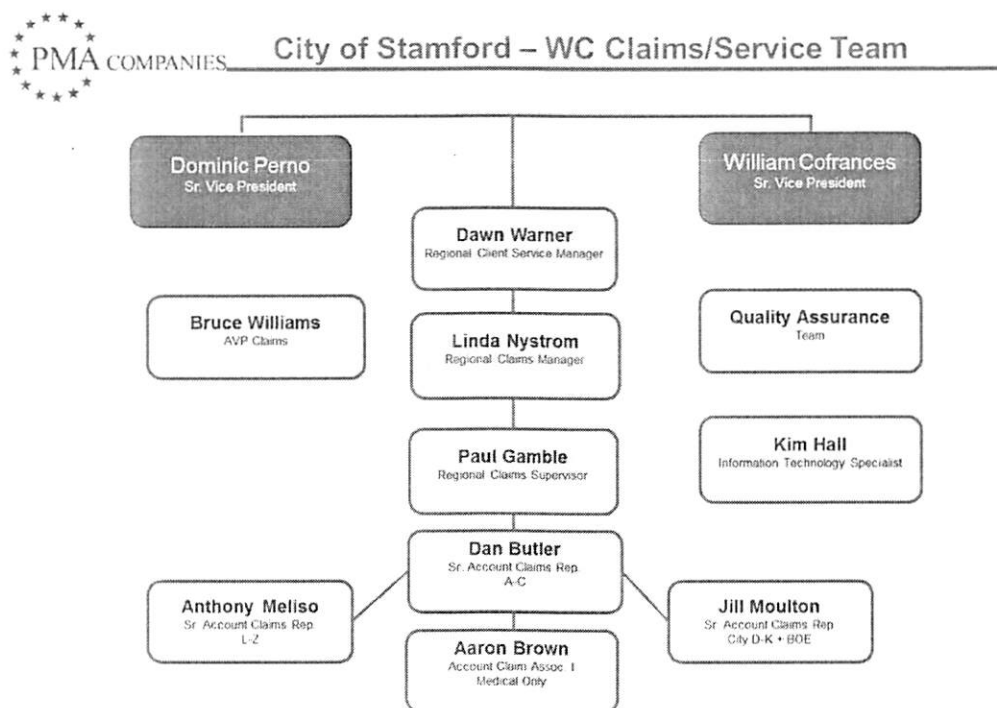 PMA COMPANIES
City of Stamford – WC Claims/Service Team
Dominic Perno
Sr. Vice President
William Cofrances
Sr. Vice President
Dawn Warner
Regional Client Service Manager
Bruce Williams
AVP Claims
Linda Nystrom
Regional Claims Manager
Quality Assurance
Team
Paul Gamble
Regional Claims Supervisor
Kim Hall
Information Technology Specialist
Dan Butler
Sr. Account Claims Rep.
A-C
Anthony Meliso
Sr. Account Claims Rep.
L-Z
Jill Moulton
Sr. Account Claims Rep.
City D-K + BOE
Aaron Brown
Account Claim Assoc. I
Medical Only